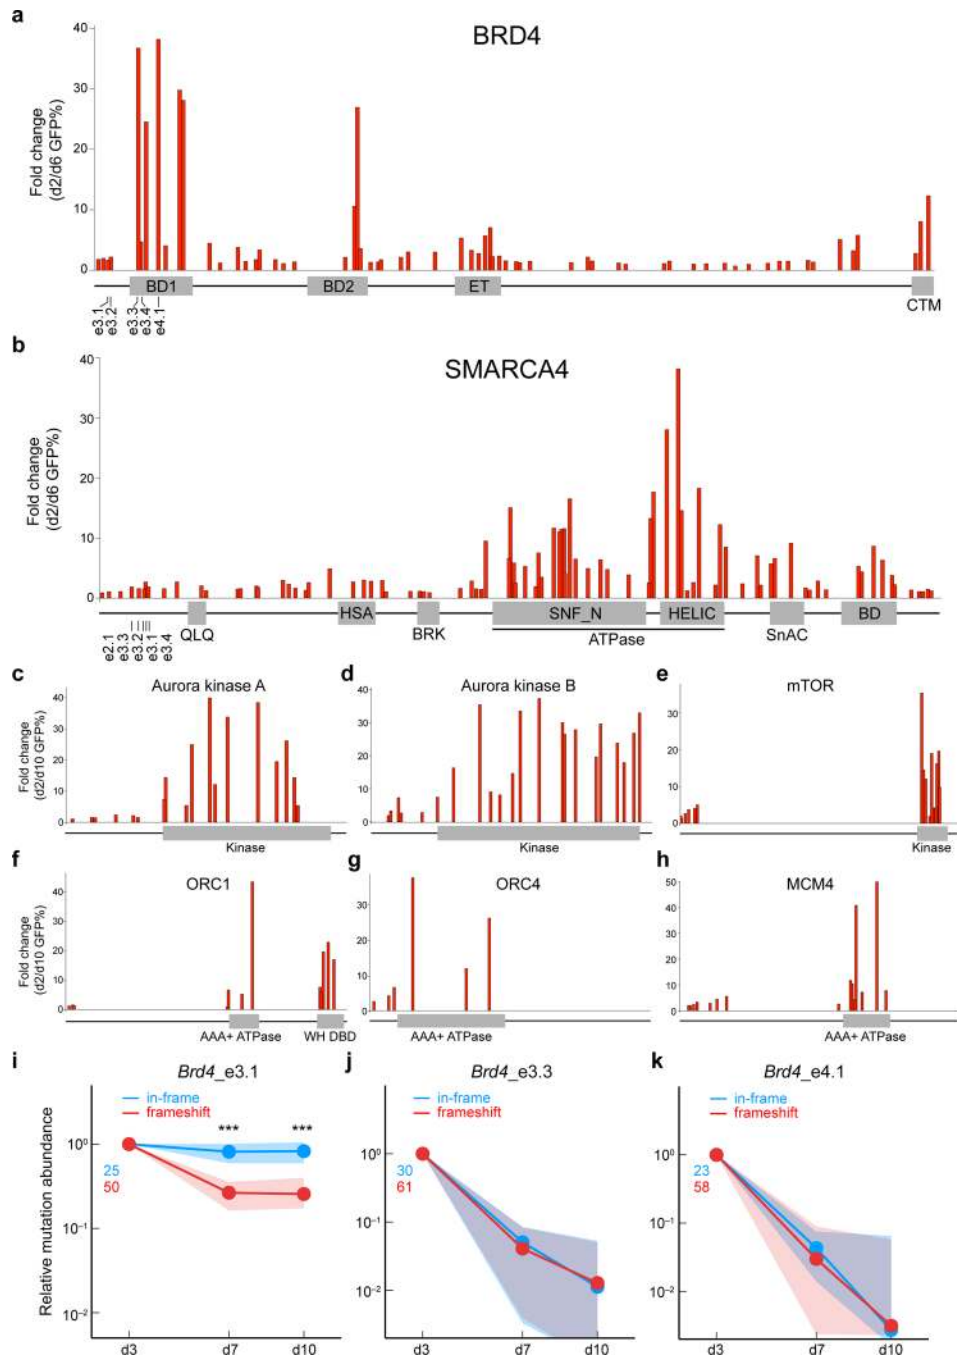 a
BRD4
Fold change
(d2/d6 GFP%)
40
30
20
10
0
BD1
BD2
ET
CTM
e3.1
e3.2
e3.3
e3.4
e4.1
b
SMARCA4
Fold change
(d2/d6 GFP%)
40
30
20
10
0
QLQ
HSA
BRK
SNF_N
HELIC
ATPase
SnAC
BD
e2.1
e3.3
e3.2
e3.1
e3.4
c
Aurora kinase A
Fold change
(d2/d10 GFP%)
40
30
20
10
0
Kinase
d
Aurora kinase B
40
30
20
10
0
Kinase
e
mTOR
40
30
20
10
0
Kinase
f
ORC1
Fold change
(d2/d10 GFP%)
40
30
20
10
0
AAA+ ATPase
WH DBD
g
ORC4
40
30
20
10
0
AAA+ ATPase
h
MCM4
50
40
30
20
10
0
AAA+ ATPase
i
Brd4_e3.1
in-frame
frameshift
Relative mutation abundance
10⁰
10⁻¹
10⁻²
25
50
***
***
d3
d7
d10
j
Brd4_e3.3
in-frame
frameshift
10⁰
10⁻¹
10⁻²
30
61
d3
d7
d10
k
Brd4_e4.1
in-frame
frameshift
10⁰
10⁻¹
10⁻²
23
58
d3
d7
d10